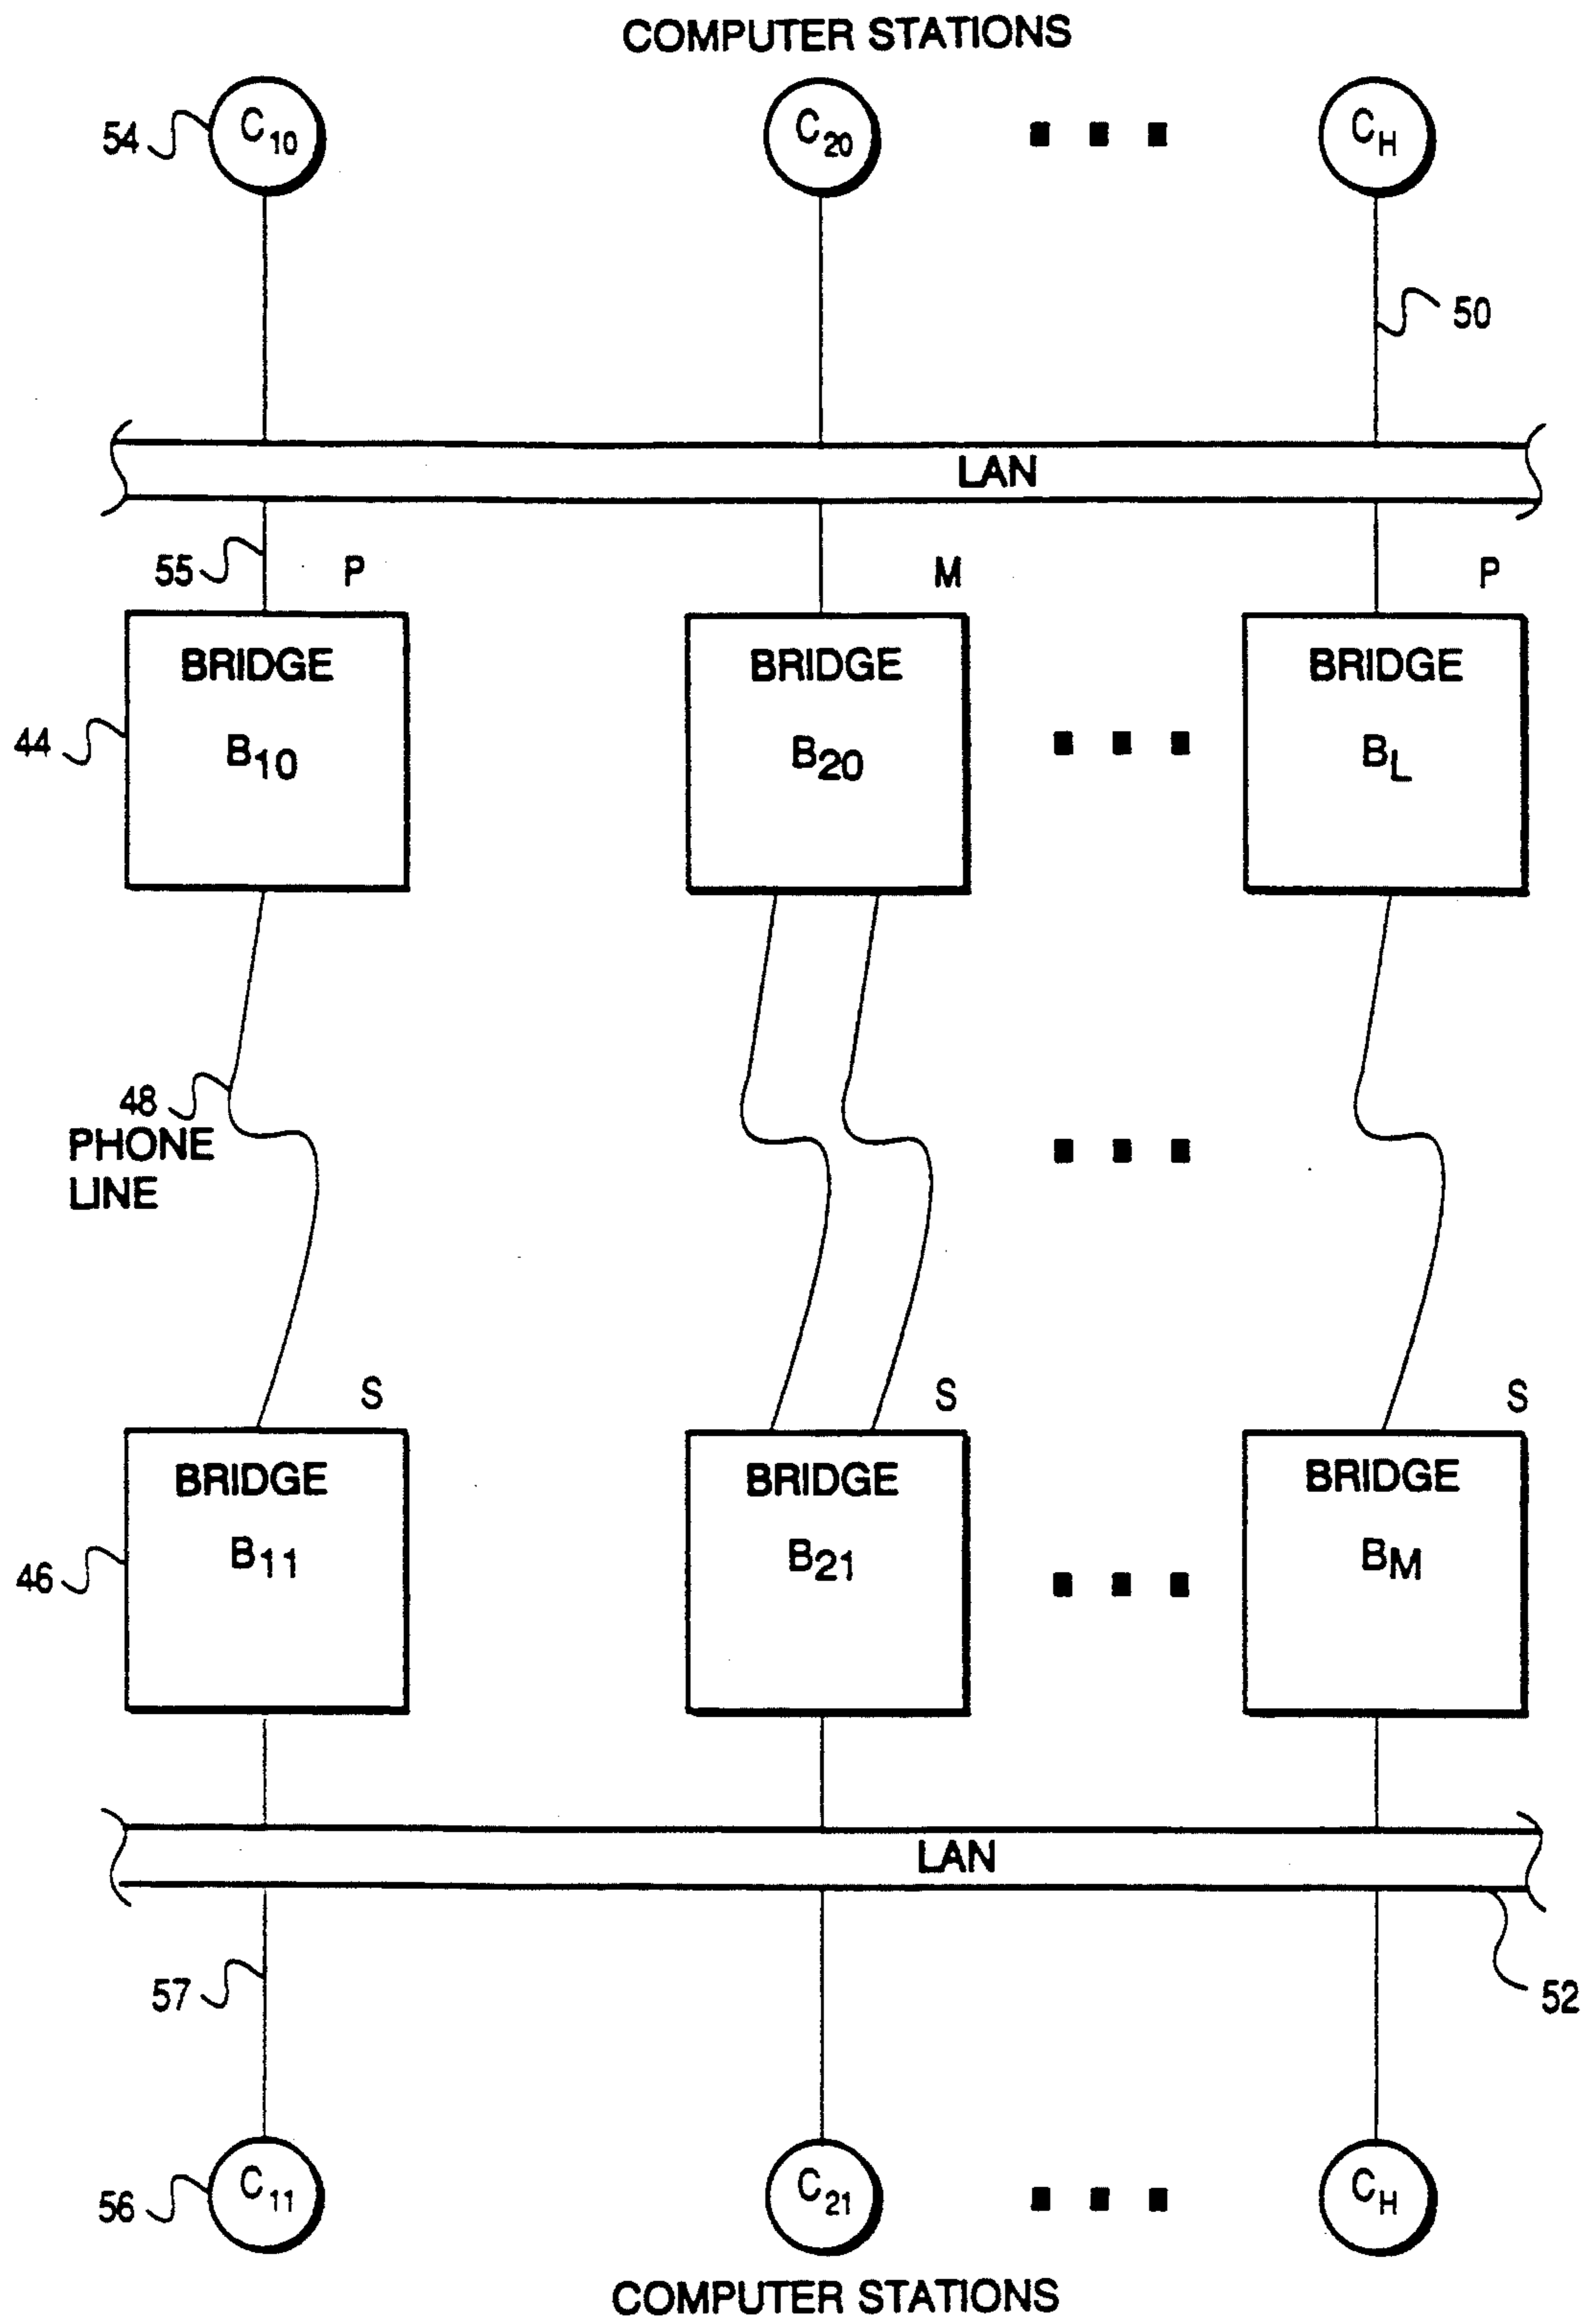 COMPUTER STATIONS
54 C10 C20 CH
50
LAN
55 P M P
BRIDGE BRIDGE BRIDGE
44 B10 B20 BL
48
PHONE
LINE
S S S
BRIDGE BRIDGE BRIDGE
46 B11 B21 BM
LAN
57 52
56 C11 C21 CH
COMPUTER STATIONS